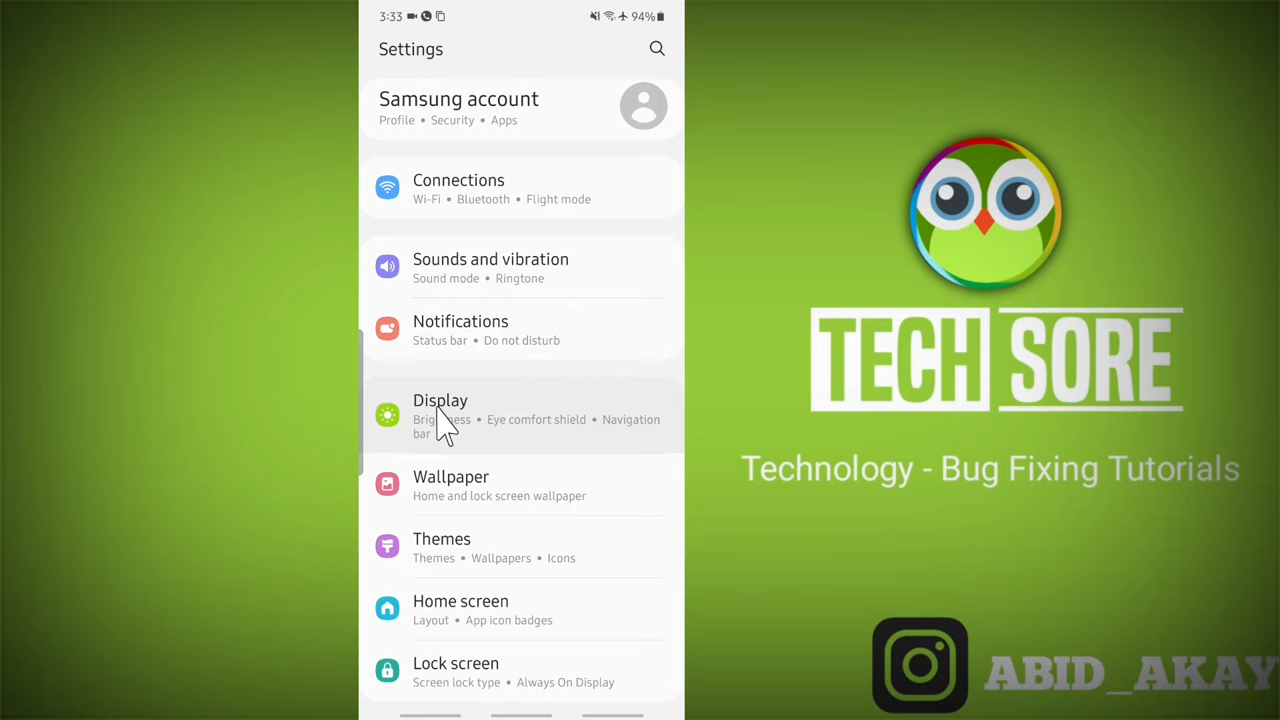 3:33
94%
Settings
Samsung account
Profile • Security • Apps
Connections
Wi-Fi • Bluetooth • Flight mode
Sounds and vibration
Sound mode • Ringtone
Notifications
Status bar • Do not disturb
Display
Brightness • Eye comfort shield • Navigation
bar
Wallpaper
Home and lock screen wallpaper
Themes
Themes • Wallpapers • Icons
Home screen
Layout • App icon badges
Lock screen
Screen lock type • Always On Display
TECH SORE
Technology - Bug Fixing Tutorials
ABID_AKAY